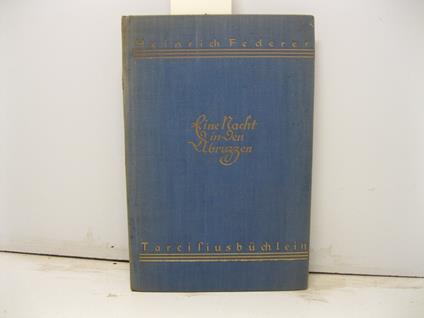 Heinrich Federer
Eine Nacht
in den
Abruzzen
Tarcisiusbüchlein